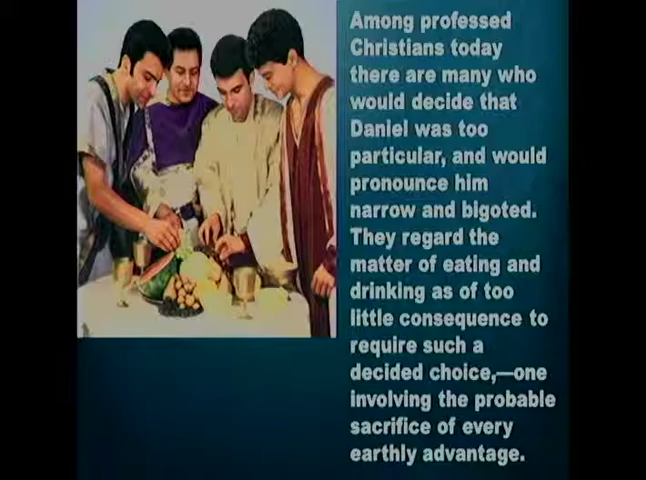 Among professed
Christians today
there are many who
would decide that
Daniel was too
particular, and would
pronounce him
narrow and bigoted.
They regard the
matter of eating and
drinking as of too
little consequence to
require such a
decided choice,—one
involving the probable
sacrifice of every
earthly advantage.